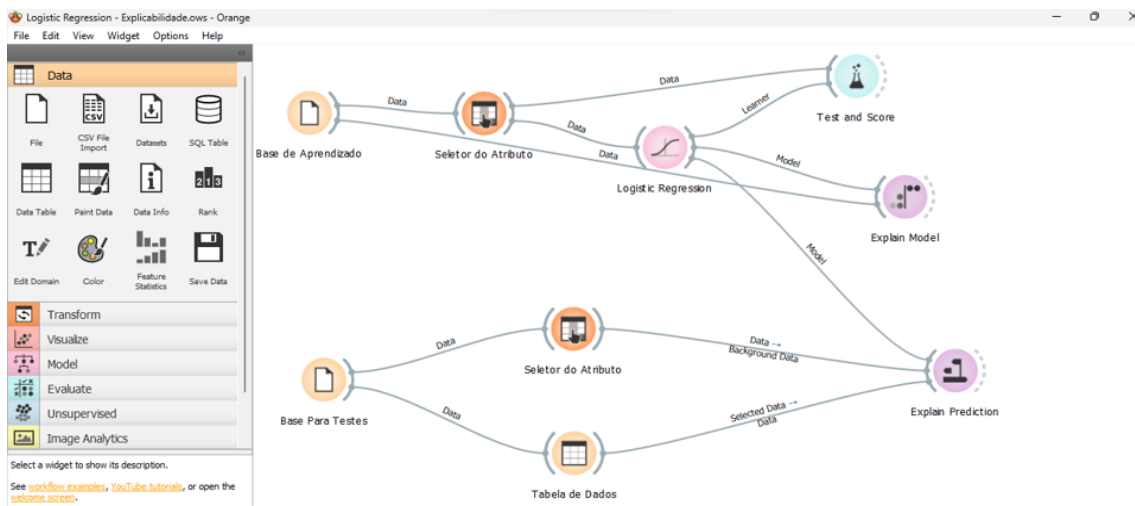 Logistic Regression - Explicabilidade.ows - Orange
File Edit View Widget Options Help
Data
File
CSV File
Import
Datasets
SQL Table
Data Table
Paint Data
Data Info
Rank
Edit Domain
Color
Feature
Statistics
Save Data
Transform
Visualize
Model
Evaluate
Unsupervised
Image Analytics
Select a widget to show its description.
See workflow examples, YouTube tutorials, or open the
welcome screen.
Base de Aprendizado
Data
Seletor do Atributo
Data
Data
Data
Logistic Regression
Learner
Test and Score
Model
Explain Model
Model
Base Para Testes
Data
Seletor do Atributo
Data →
Background Data
Data
Tabela de Dados
Selected Data →
Data
Explain Prediction